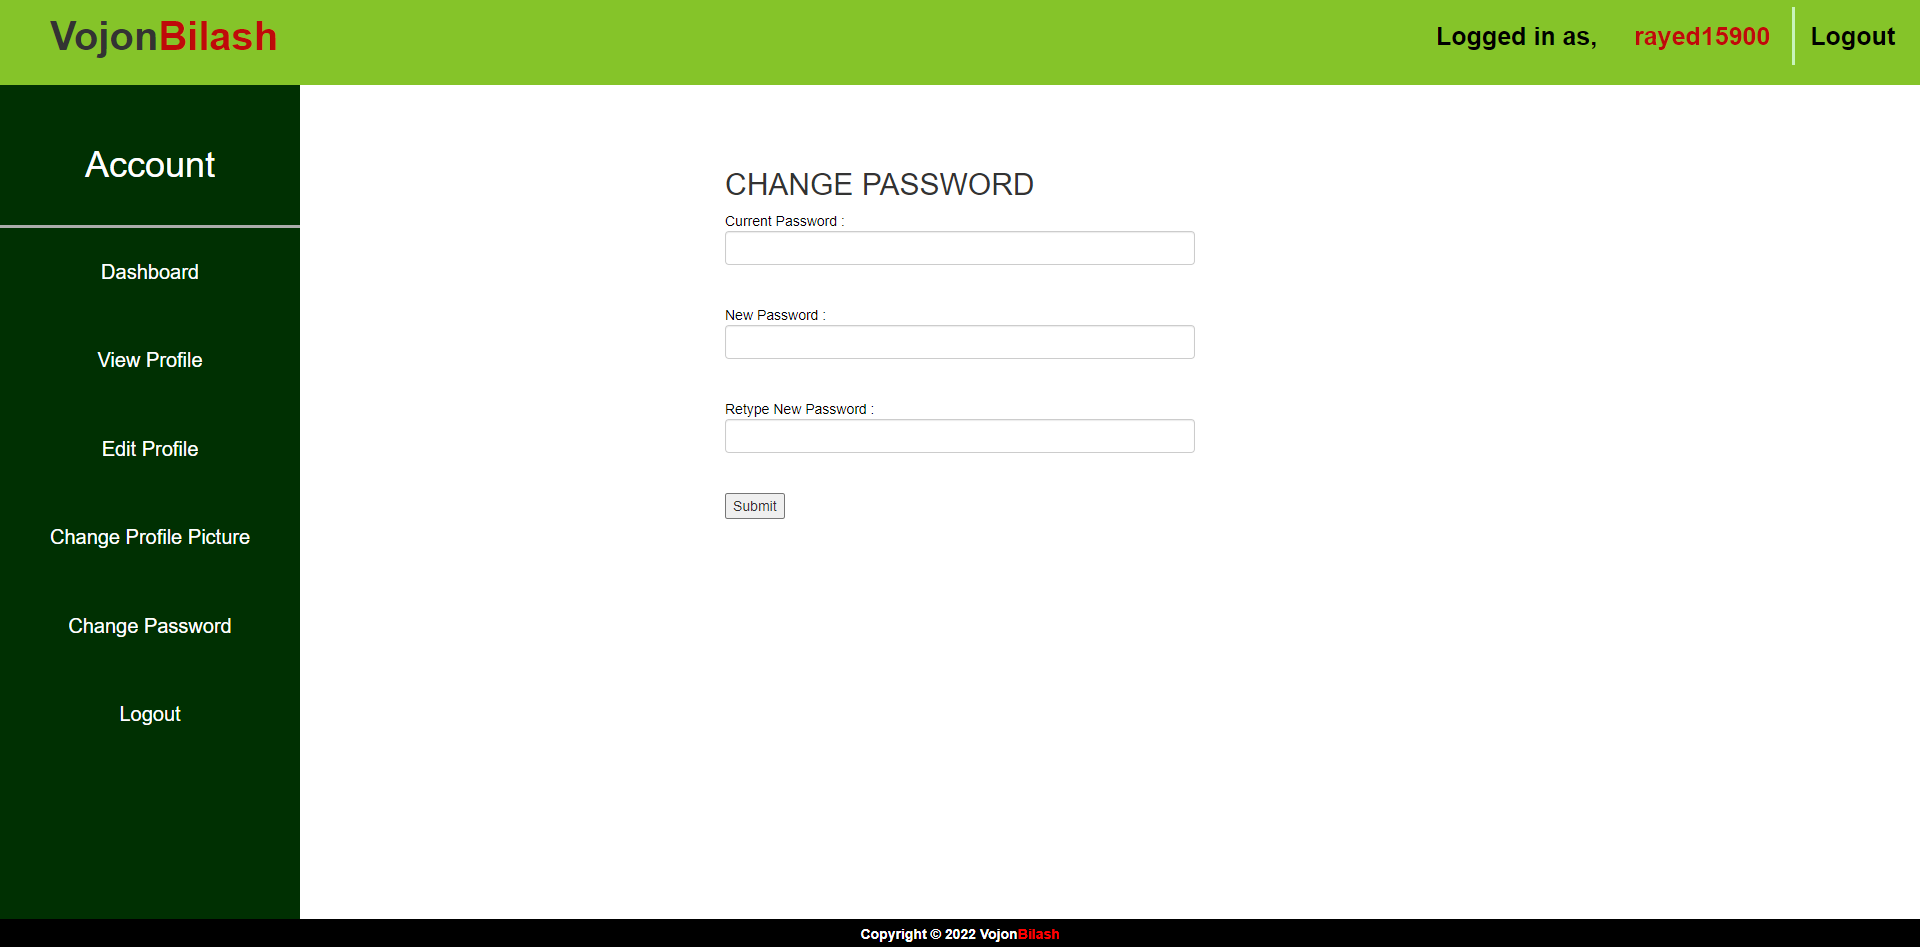 VojonBilash
Logged in as, rayed15900 Logout
Account
Dashboard
View Profile
Edit Profile
Change Profile Picture
Change Password
Logout
CHANGE PASSWORD
Current Password :
New Password :
Retype New Password :
Submit
Copyright © 2022 VojonBilash